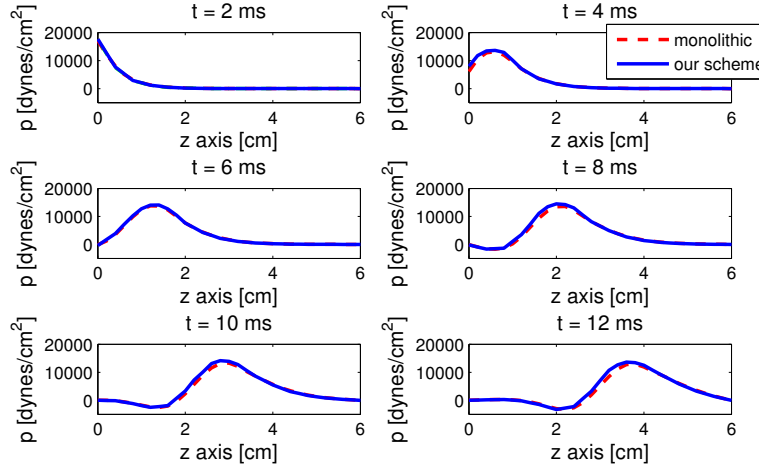 t = 2 ms
20000
10000
0
p [dynes/cm²]
0 2 4 6
z axis [cm]
t = 4 ms
20000
10000
0
p [dynes/cm²]
0 2 4 6
z axis [cm]
monolithic
our scheme
t = 6 ms
20000
10000
0
p [dynes/cm²]
0 2 4 6
z axis [cm]
t = 8 ms
20000
10000
0
p [dynes/cm²]
0 2 4 6
z axis [cm]
t = 10 ms
20000
10000
0
p [dynes/cm²]
0 2 4 6
z axis [cm]
t = 12 ms
20000
10000
0
p [dynes/cm²]
0 2 4 6
z axis [cm]